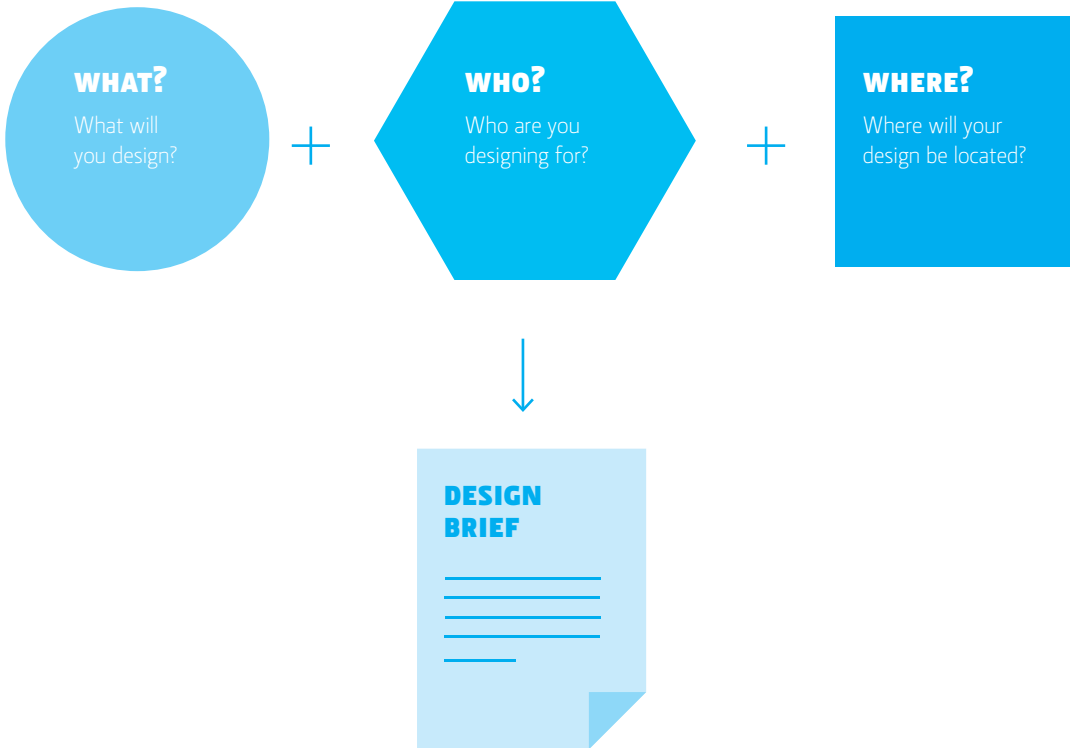 WHAT?
What will
you design?
WHO?
Who are you
designing for?
WHERE?
Where will your
design be located?
DESIGN
BRIEF